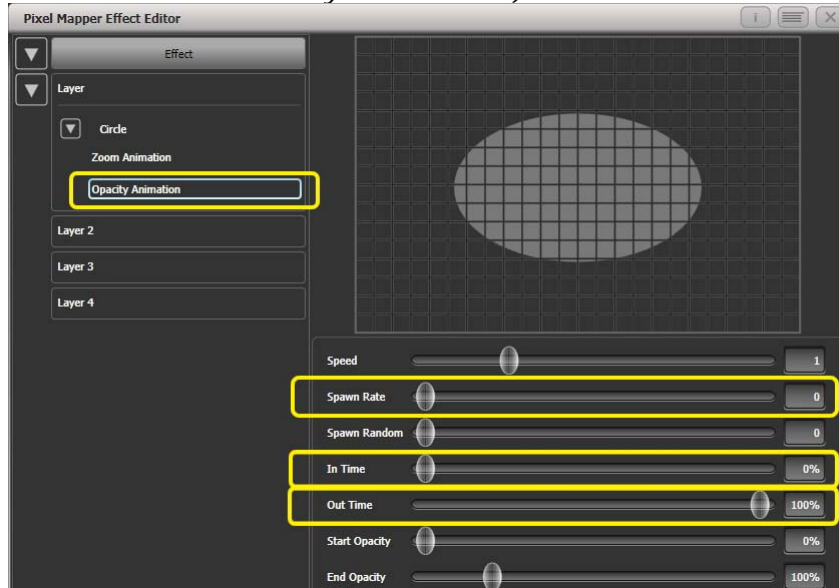 Pixel Mapper Effect Editor
i
Effect
Layer
Circle
Zoom Animation
Opacity Animation
Layer 2
Layer 3
Layer 4
Speed 1
Spawn Rate 0
Spawn Random 0
In Time 0%
Out Time 100%
Start Opacity 0%
End Opacity 100%